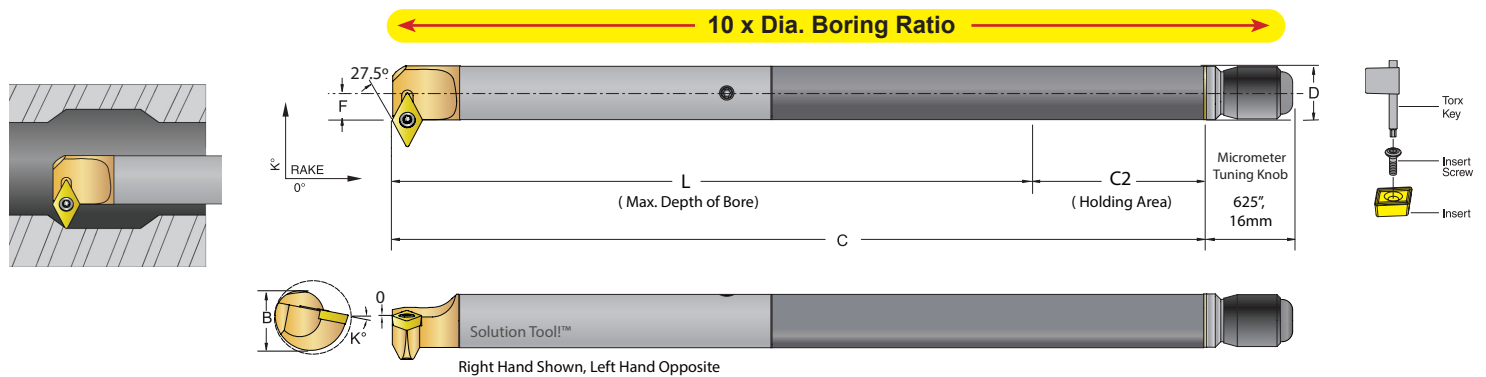 10 x Dia. Boring Ratio
27.5º
F
D
K°
RAKE
0°
L
( Max. Depth of Bore)
C2
( Holding Area)
Micrometer
Tuning Knob
625”,
16mm
C
Torx
Key
Insert
Screw
Insert
B
K°
0
Solution Tool!™
Right Hand Shown, Left Hand Opposite